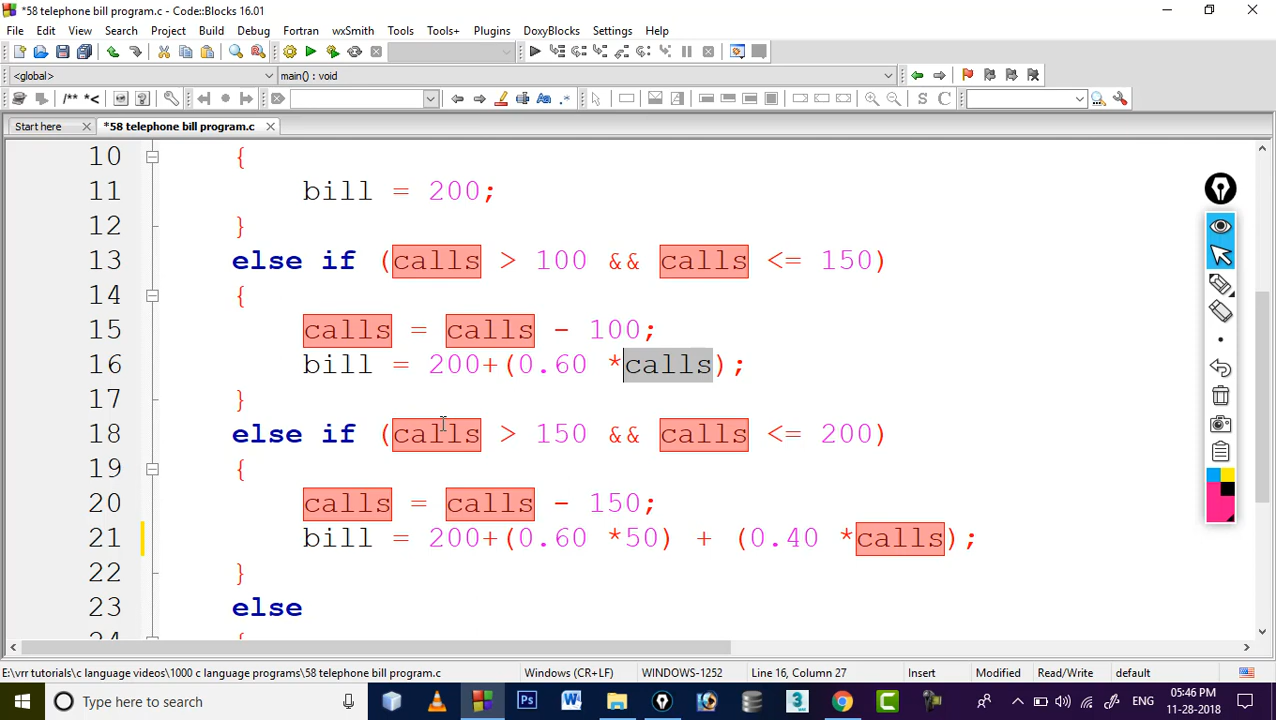 *58 telephone bill program.c - Code::Blocks 16.01
File Edit View Search Project Build Debug Fortran wxSmith Tools Tools+ Plugins DoxyBlocks Settings Help
<global> main() : void
/** *<
S C
Start here *58 telephone bill program.c
10 {
11 bill = 200;
12 }
13 else if (calls > 100 && calls <= 150)
14 {
15 calls = calls - 100;
16 bill = 200+(0.60 *calls);
17 }
18 else if (calls > 150 && calls <= 200)
19 {
20 calls = calls - 150;
21 bill = 200+(0.60 *50) + (0.40 *calls);
22 }
23 else
24 {
E:\vrr tutorials\c language videos\1000 c language programs\58 telephone bill program.c Windows (CR+LF) WINDOWS-1252 Line 16, Column 27 Insert Modified Read/Write default
Type here to search ENG 05:46 PM
11-28-2018